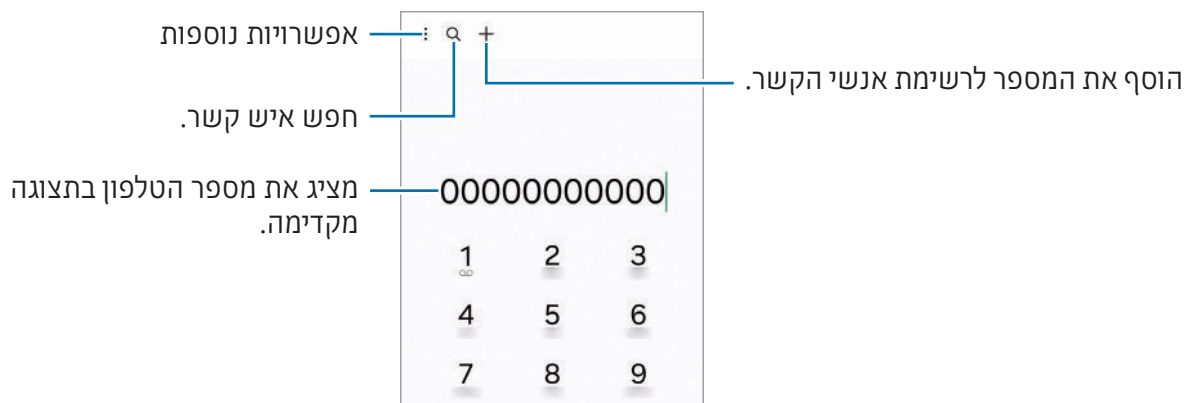 אפשרויות נוספות
הוסף את המספר לרשימת אנשי הקשר.
חפש איש קשר.
מציג את מספר הטלפון בתצוגה
מקדימה.
00000000000
1 2 3
4 5 6
7 8 9